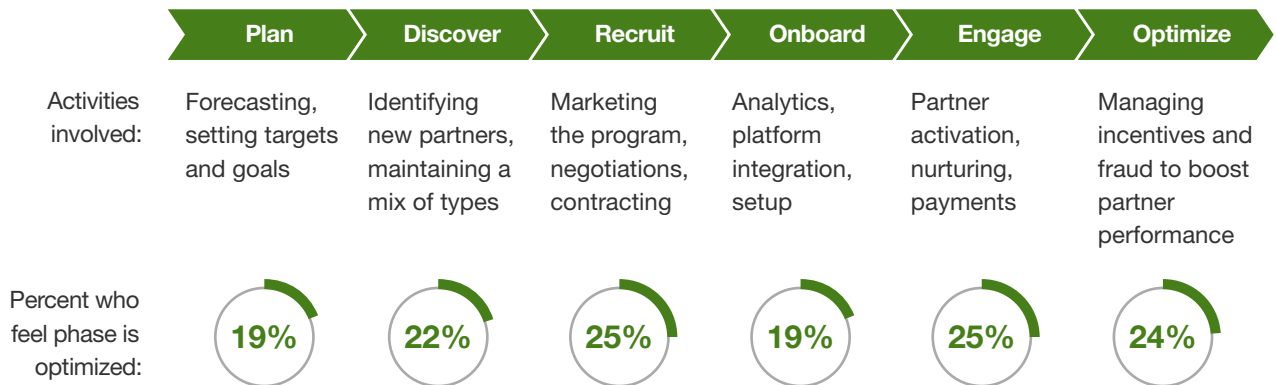 Plan
Discover
Recruit
Onboard
Engage
Optimize
Activities
involved:
Forecasting,
setting targets
and goals
Identifying
new partners,
maintaining a
mix of types
Marketing
the program,
negotiations,
contracting
Analytics,
platform
integration,
setup
Partner
activation,
nurturing,
payments
Managing
incentives and
fraud to boost
partner
performance
Percent who
feel phase is
optimized:
19%
22%
25%
19%
25%
24%